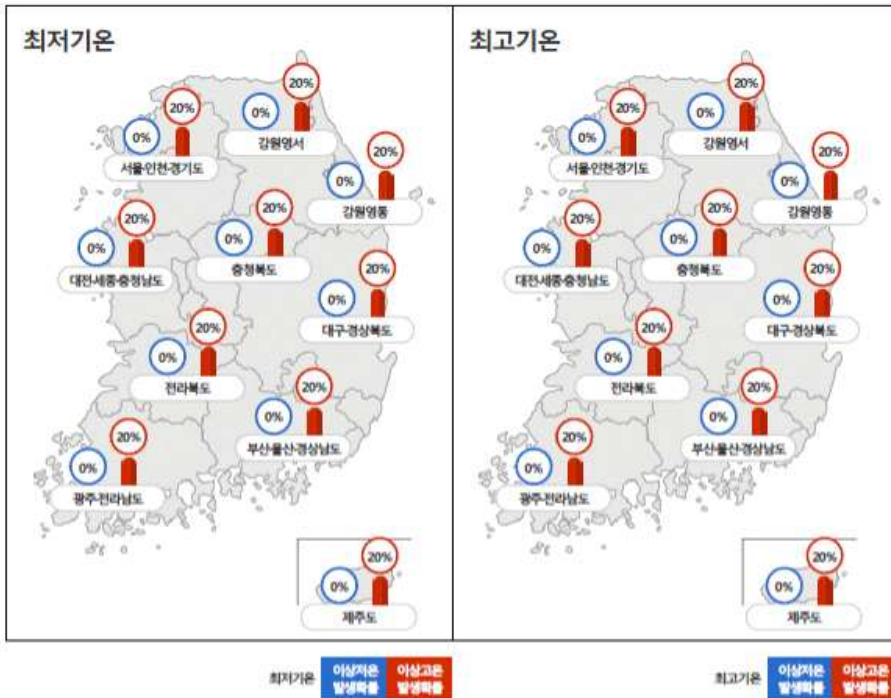 최저기온
20%
0%
강원영서
20%
0%
서울·인천·경기도
20%
0%
강원영동
20%
0%
대전·세종·충청남도
20%
0%
충청북도
20%
0%
대구·경상북도
20%
0%
전라북도
20%
0%
부산·울산·경상남도
20%
0%
광주·전라남도
20%
0%
제주도
최고기온
20%
0%
강원영서
20%
0%
서울·인천·경기도
20%
0%
강원영동
20%
0%
대전·세종·충청남도
20%
0%
충청북도
20%
0%
대구·경상북도
20%
0%
전라북도
20%
0%
부산·울산·경상남도
20%
0%
광주·전라남도
20%
0%
제주도
최저기온
이상저온
발생확률
이상고온
발생확률
최고기온
이상저온
발생확률
이상고온
발생확률